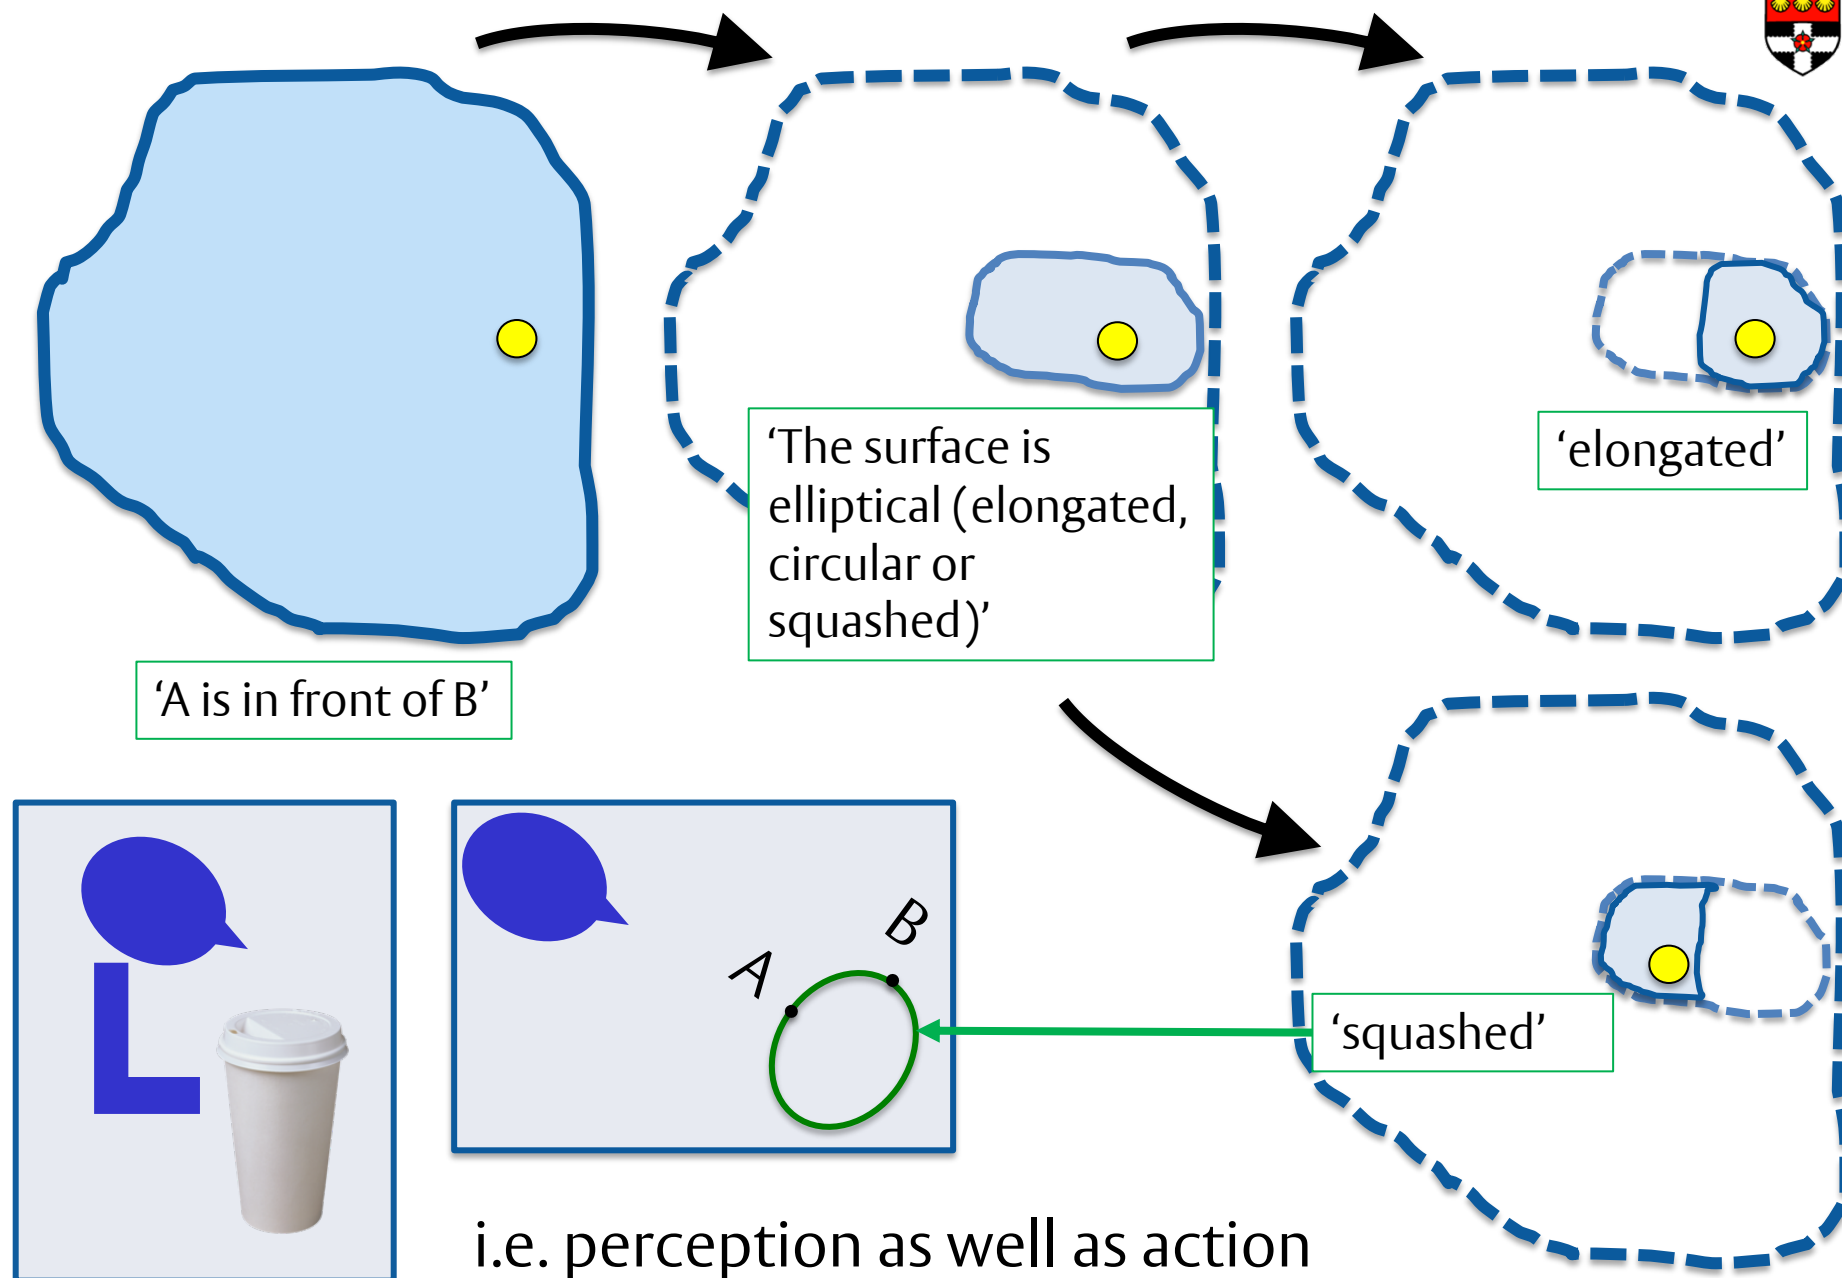 ‘The surface is
elliptical (elongated,
circular or
squashed)’
‘elongated’
‘A is in front of B’
A
B
‘squashed’
i.e. perception as well as action